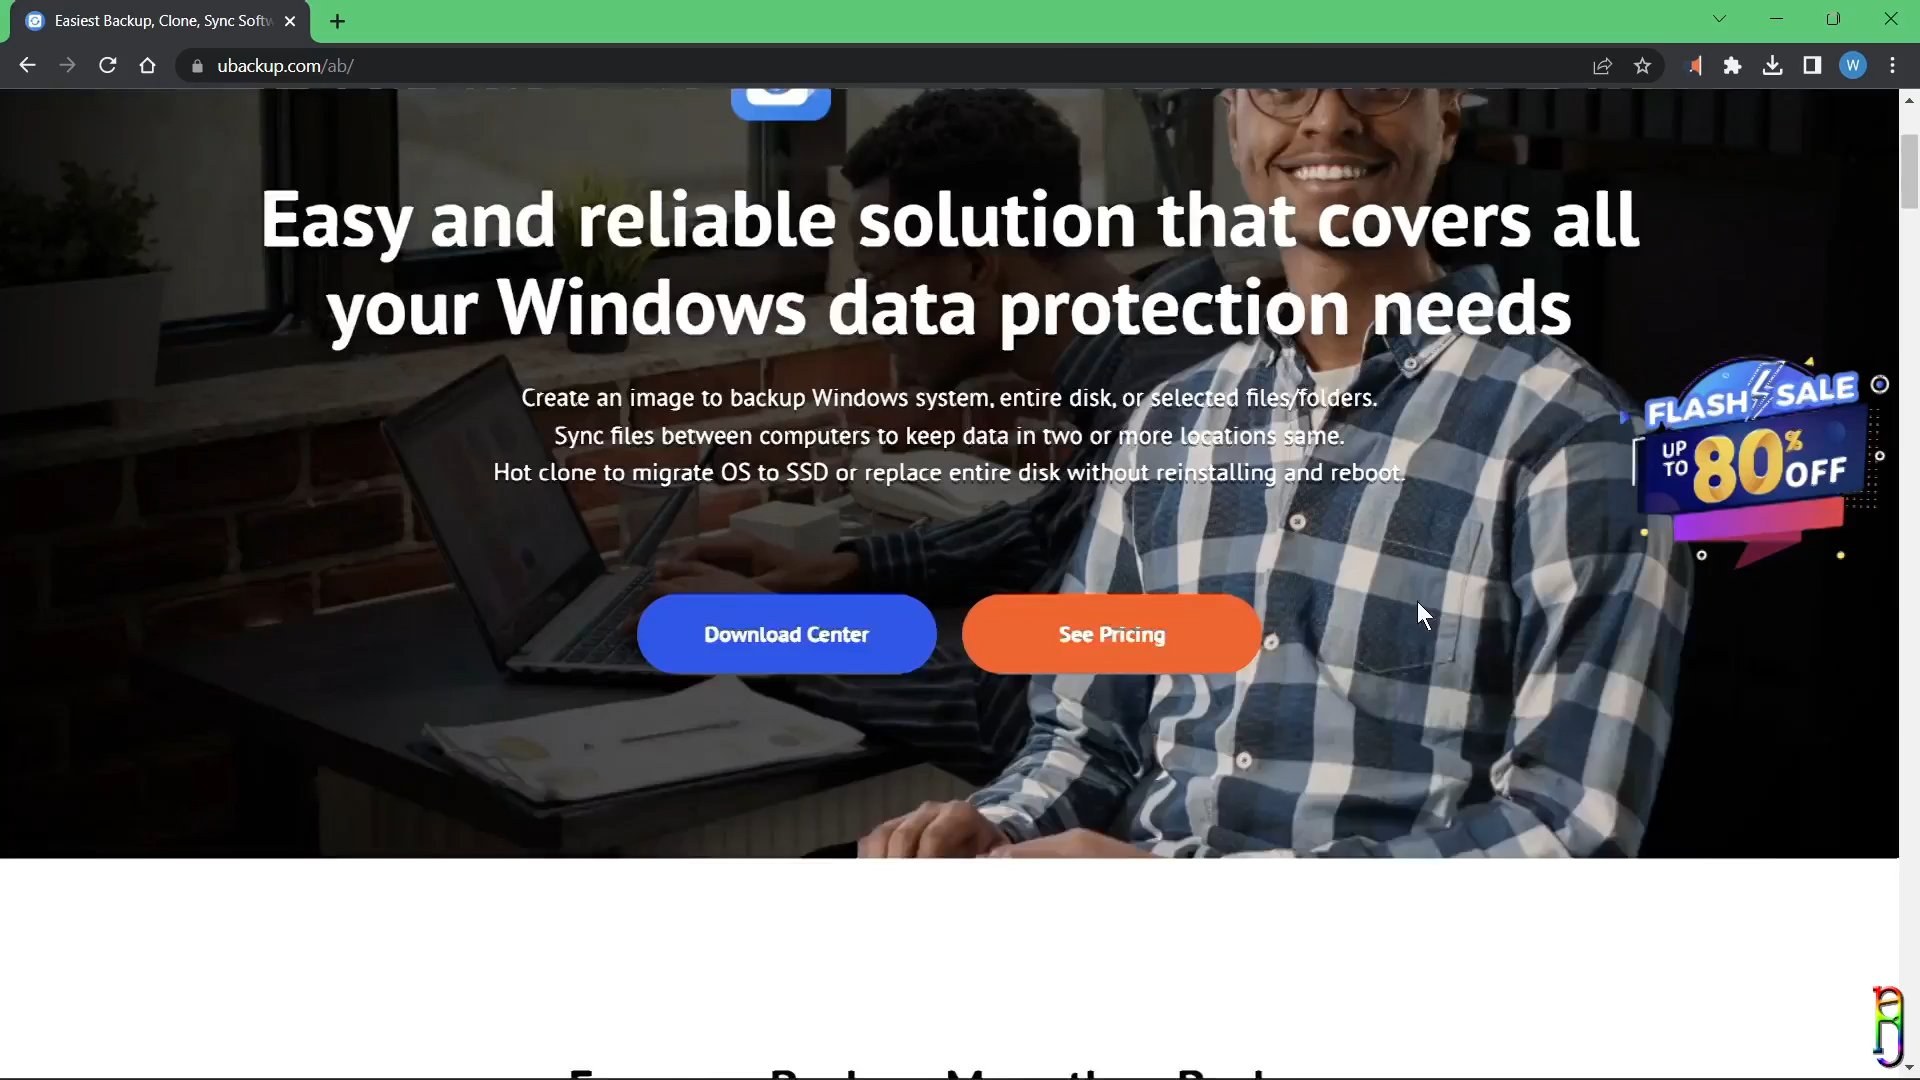 Easiest Backup, Clone, Sync Softw
ubackup.com/ab/
W
Easy and reliable solution that covers all
your Windows data protection needs
Create an image to backup Windows system, entire disk, or selected files/folders.
Sync files between computers to keep data in two or more locations same.
Hot clone to migrate OS to SSD or replace entire disk without reinstalling and reboot.
FLASH SALE
UP TO 80% OFF
Download Center
See Pricing